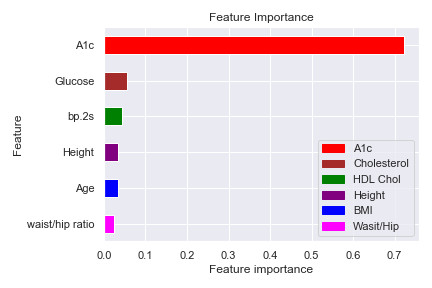 Feature Importance
Feature
A1c
Glucose
bp.2s
Height
Age
waist/hip ratio
A1c
Cholesterol
HDL Chol
Height
BMI
Wasit/Hip
0.0 0.1 0.2 0.3 0.4 0.5 0.6 0.7
Feature importance